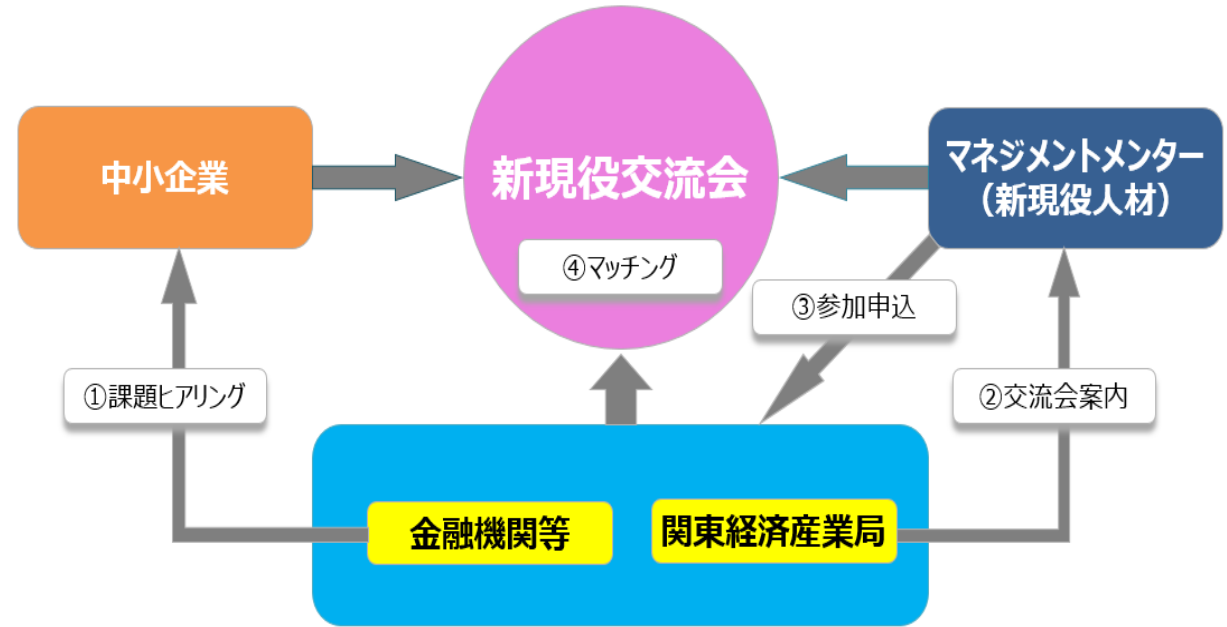 中小企業
新現役交流会
マネジメントメンター
（新現役人材）
④マッチング
③参加申込
①課題ヒアリング
②交流会案内
金融機関等
関東経済産業局